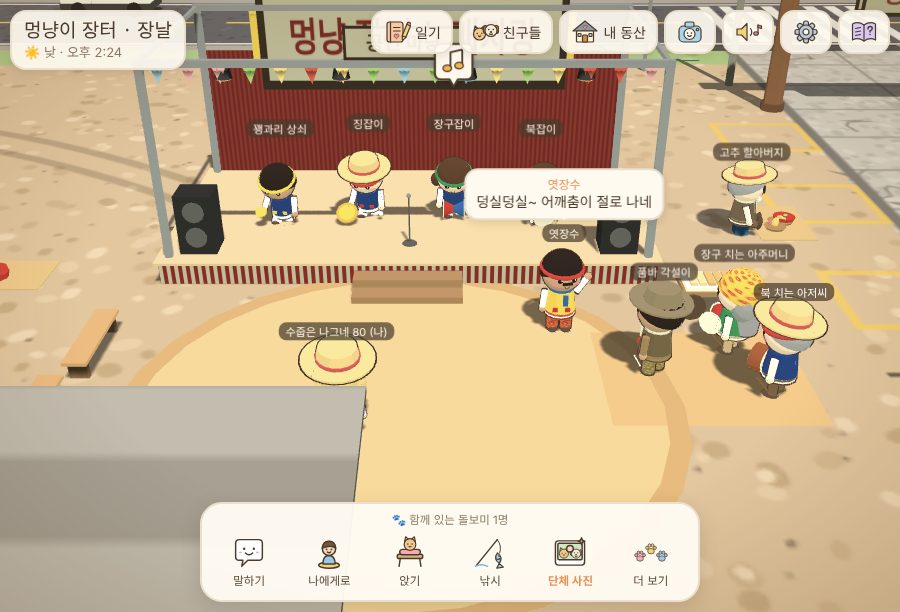 멍냥이 장터 · 장날
낮 · 오후 2:24
일기
친구들
내 동산
멍냥
꽹과리 상쇠
징잡이
장구잡이
북잡이
고추 할아버지
엿장수
덩실덩실~ 어깨춤이 절로 나네
엿장수
장구 치는 아주머니
품바 각설이
북 치는 아저씨
수줍은 나그네 80 (나)
함께 있는 돌보미 1명
말하기
나에게로
앉기
낚시
단체 사진
더 보기